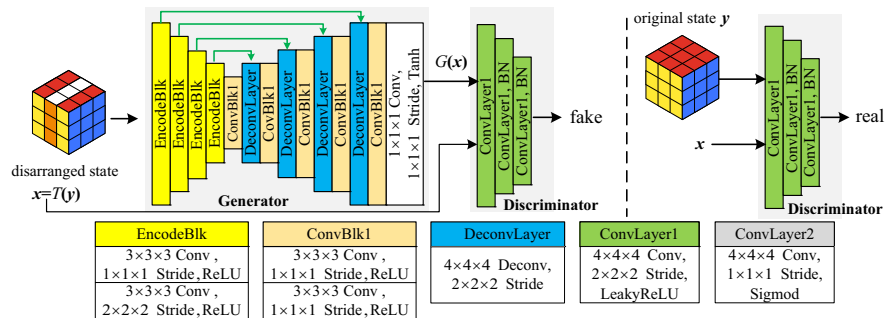 original state y
G(x)
EncodeBlk
EncodeBlk
EncodeBlk
EncodeBlk
ConvBlk1
DeconvLayer
ConvBlk1
DeconvLayer
ConvBlk1
DeconvLayer
ConvBlk1
DeconvLayer
ConvBlk1
1×1×1 Conv,
1×1×1 Stride, Tanh
ConvLayer1
ConvLayer1, BN
ConvLayer1, BN
fake
ConvLayer1
ConvLayer1, BN
ConvLayer1, BN
real
x
disarranged state
x=T(y)
Generator
Discriminator
Discriminator
EncodeBlk
3×3×3 Conv,
1×1×1 Stride,ReLU
3×3×3 Conv,
2×2×2 Stride,ReLU
ConvBlk1
3×3×3 Conv,
1×1×1 Stride,ReLU
3×3×3 Conv,
1×1×1 Stride,ReLU
DeconvLayer
4×4×4 Deconv,
2×2×2 Stride
ConvLayer1
4×4×4 Conv,
2×2×2 Stride,
LeakyReLU
ConvLayer2
4×4×4 Conv,
1×1×1 Stride,
Sigmod